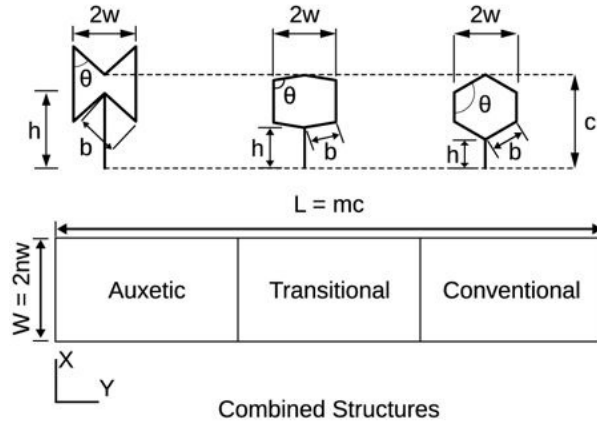 2w 2w 2w
θ θ θ
h b h b h b c
L = mc
W = 2nw
Auxetic Transitional Conventional
X
Y
Combined Structures